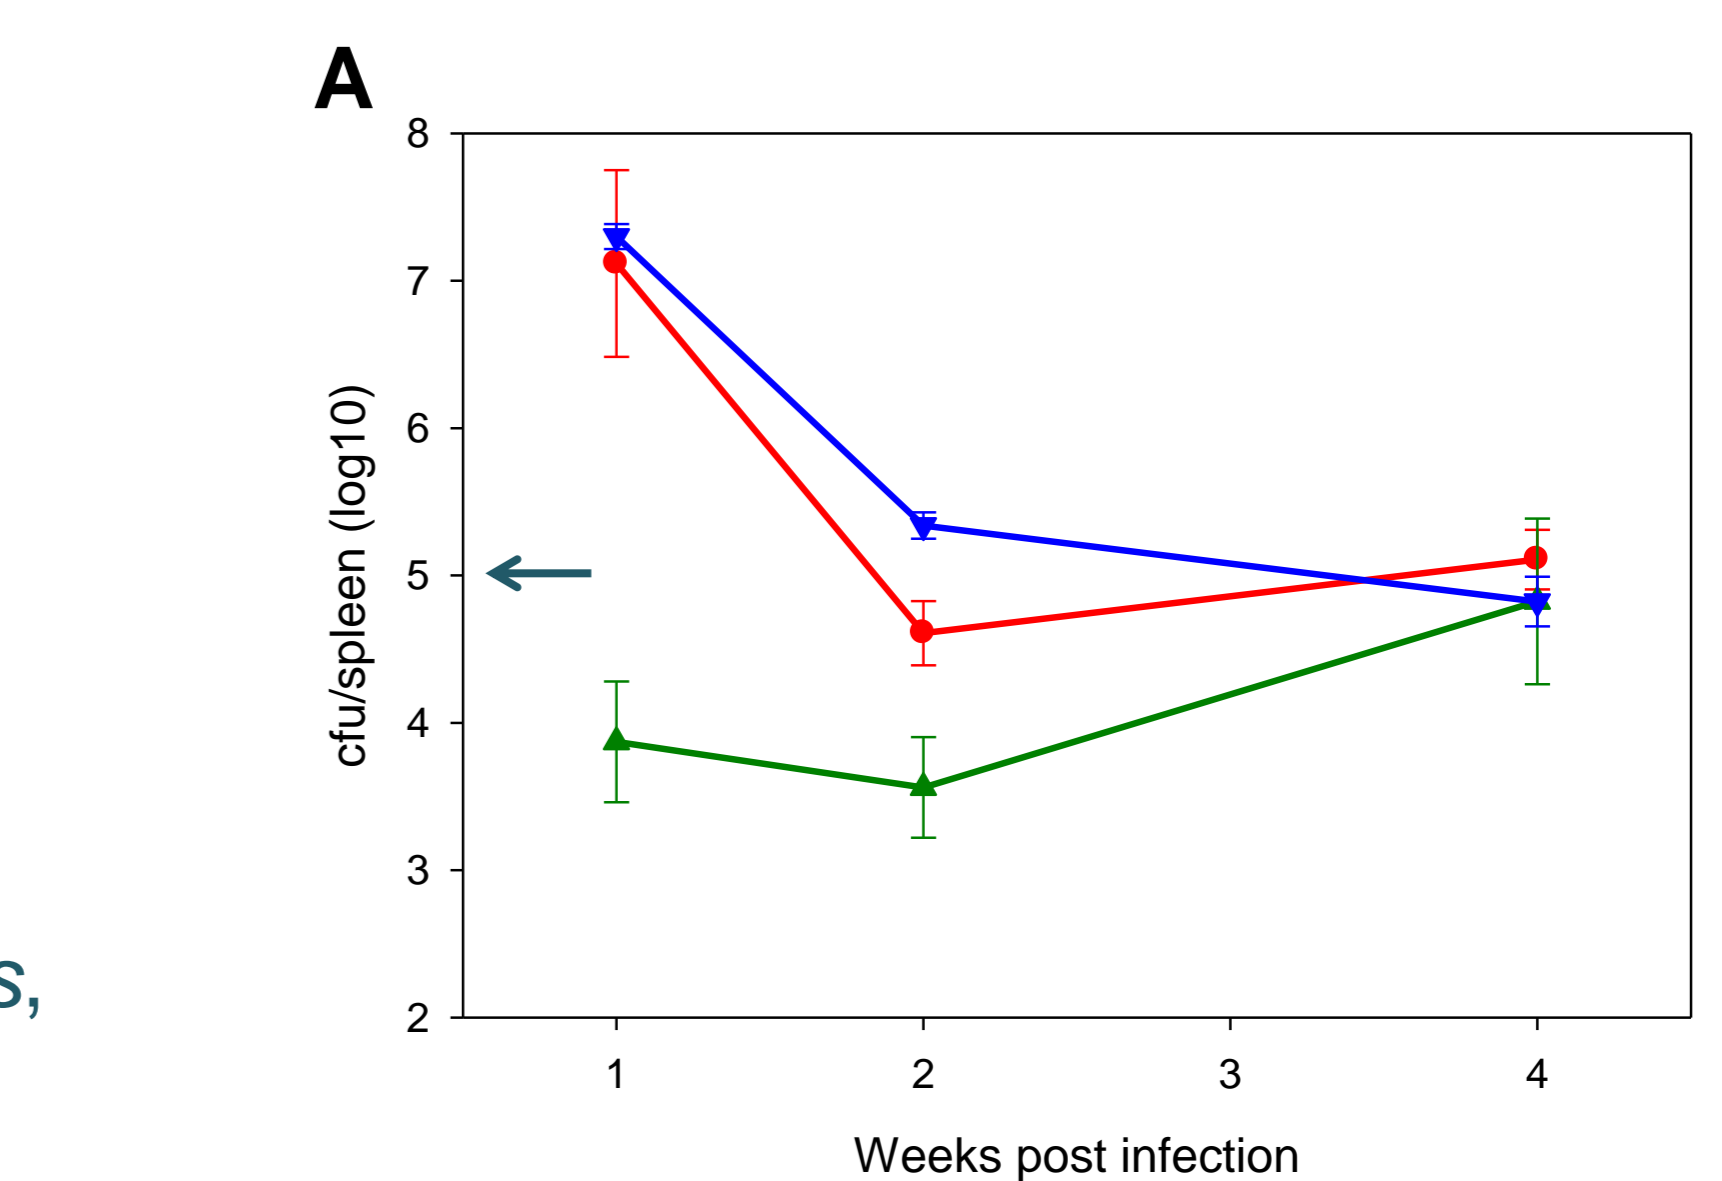 A
8
7
6
5
4
3
2
cfu/spleen (log10)
s,
1 2 3 4
Weeks post infection